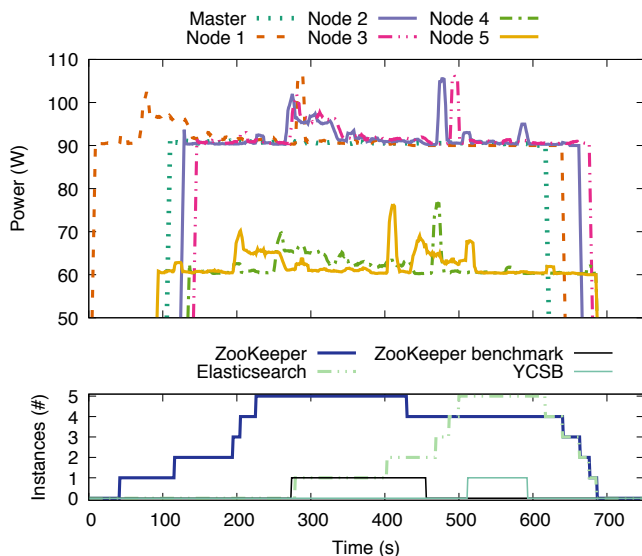 Master Node 2 Node 4
Node 1 Node 3 Node 5
110
100
90
80
70
60
50
Power (W)
ZooKeeper ZooKeeper benchmark
Elasticsearch YCSB
5
4
3
2
1
0
Instances (#)
0 100 200 300 400 500 600 700
Time (s)